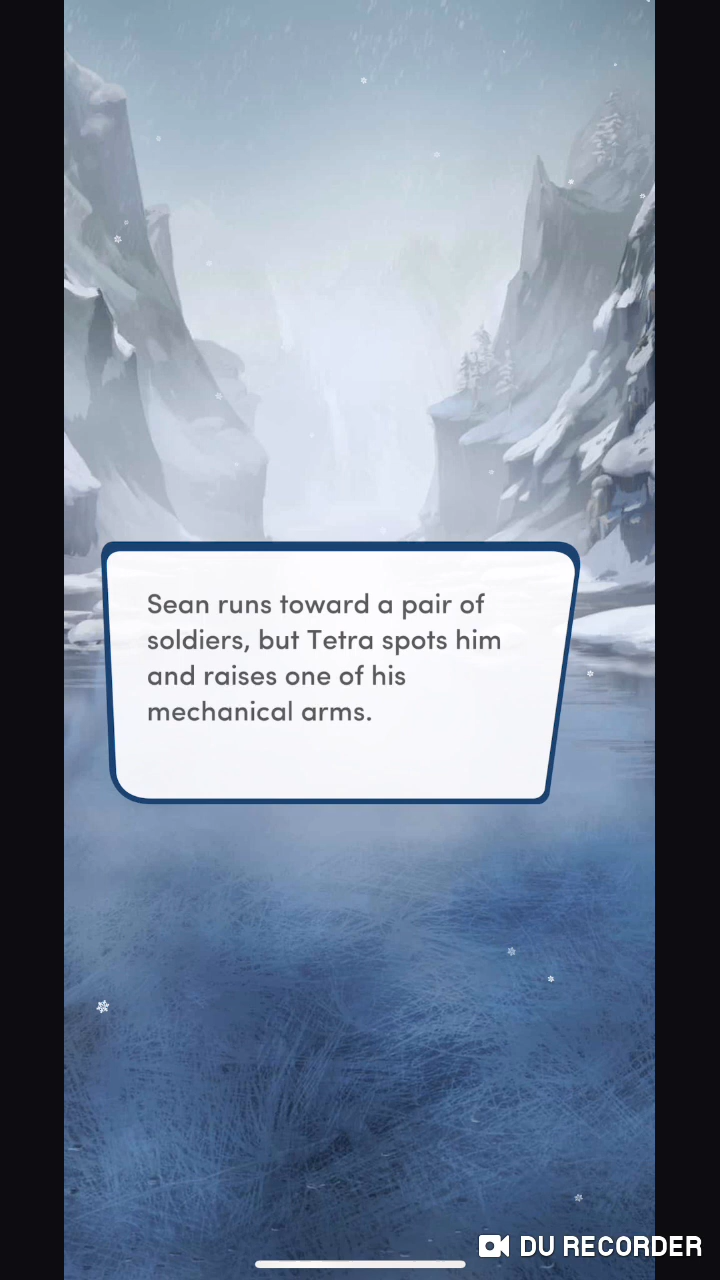 Sean runs toward a pair of
soldiers, but Tetra spots him
and raises one of his
mechanical arms.
DU RECORDER